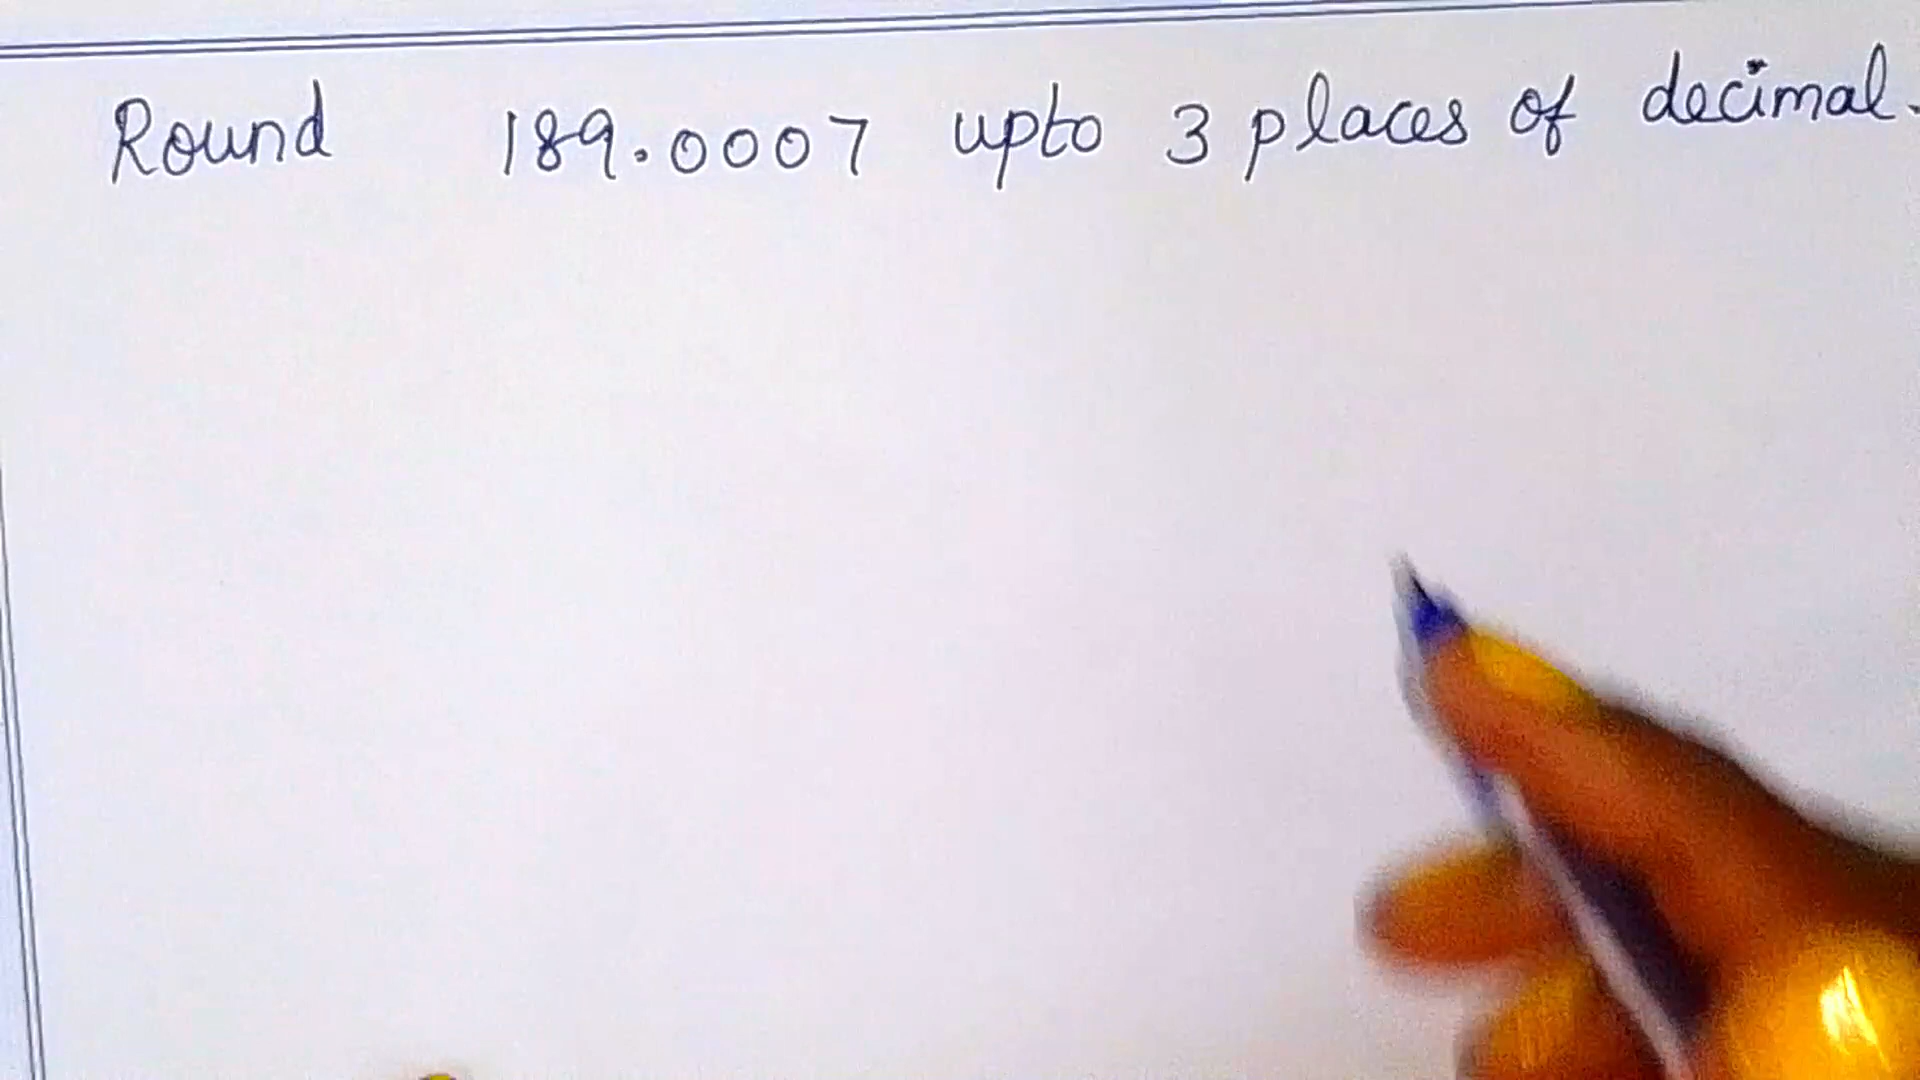 Round 189.0007 upto 3 places of decimal.